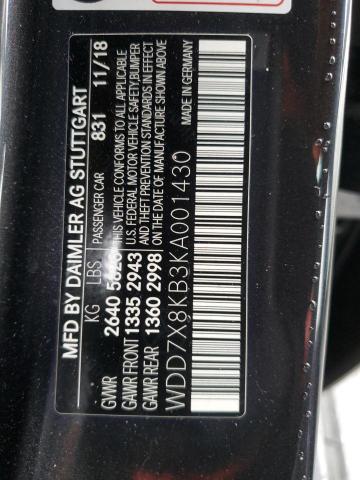 MFD BY DAIMLER AG STUTTGART
KG LBS PASSENGER CAR 831 11/18
GVWR 2640 5820 THIS VEHICLE CONFORMS TO ALL APPLICABLE
GAWR FRONT 1335 2943 U.S. FEDERAL MOTOR VEHICLE SAFETY,BUMPER
AND THEFT PREVENTION STANDARDS IN EFFECT
GAWR REAR 1360 2998 ON THE DATE OF MANUFACTURE SHOWN ABOVE
WDD7X8KB3KA001430 MADE IN GERMANY